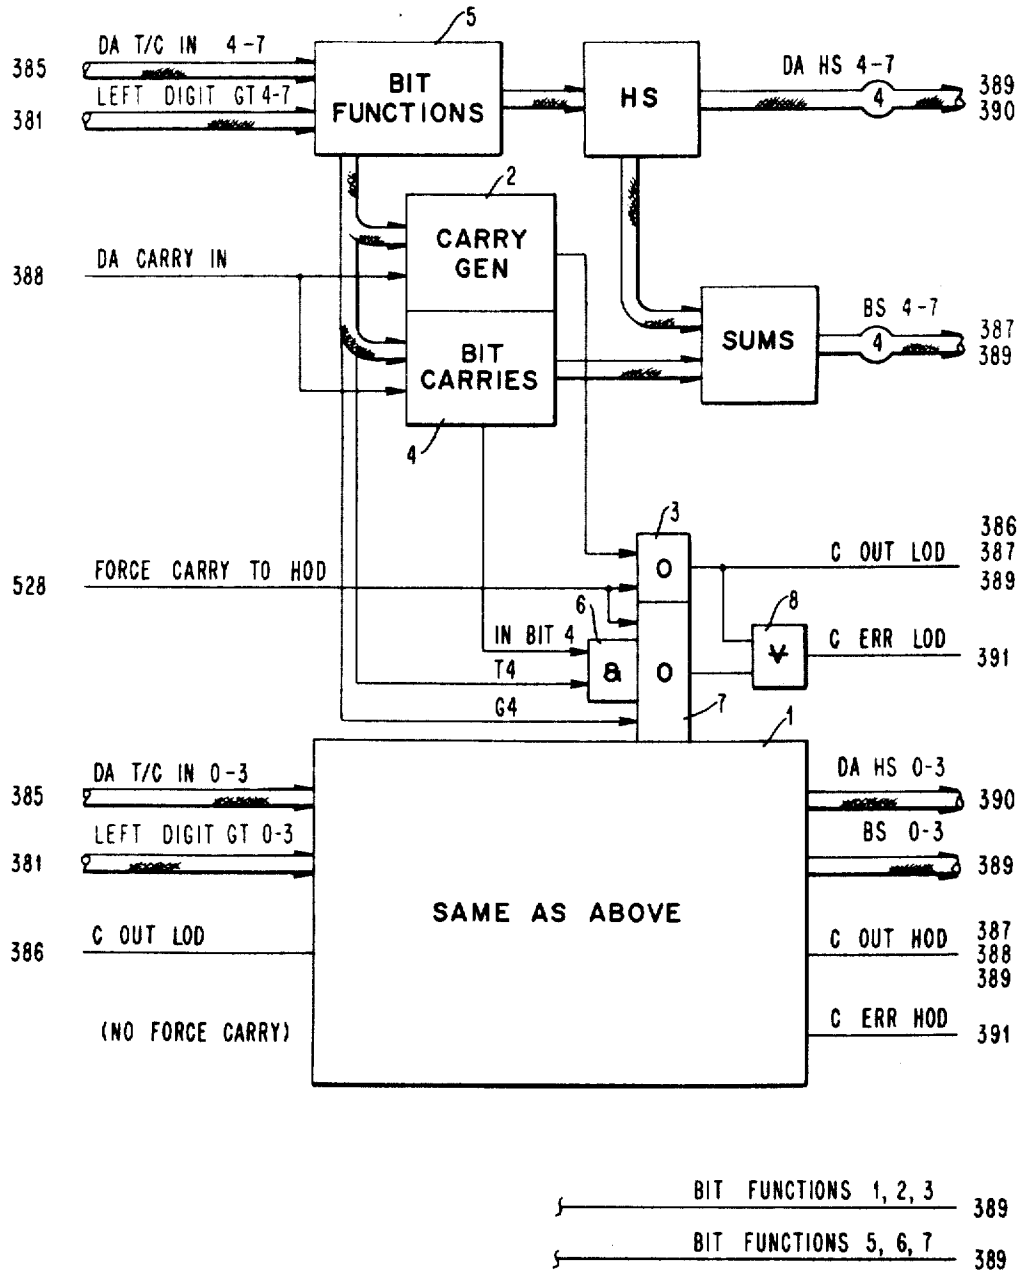 5
DA T/C IN 4-7
385
LEFT DIGIT GT 4-7
381
BIT
FUNCTIONS
HS
DA HS 4-7
4
389
390
2
CARRY
GEN
DA CARRY IN
388
BIT
CARRIES
4
SUMS
BS 4-7
4
387
389
3
O
FORCE CARRY TO HOD
528
C OUT LOD
386
387
389
6
IN BIT 4
T4
&
O
G4
7
8
V
C ERR LOD
391
1
DA T/C IN 0-3
385
LEFT DIGIT GT 0-3
381
C OUT LOD
386
(NO FORCE CARRY)
SAME AS ABOVE
DA HS 0-3
390
BS 0-3
389
C OUT HOD
387
388
389
C ERR HOD
391
BIT FUNCTIONS 1, 2, 3
389
BIT FUNCTIONS 5, 6, 7
389